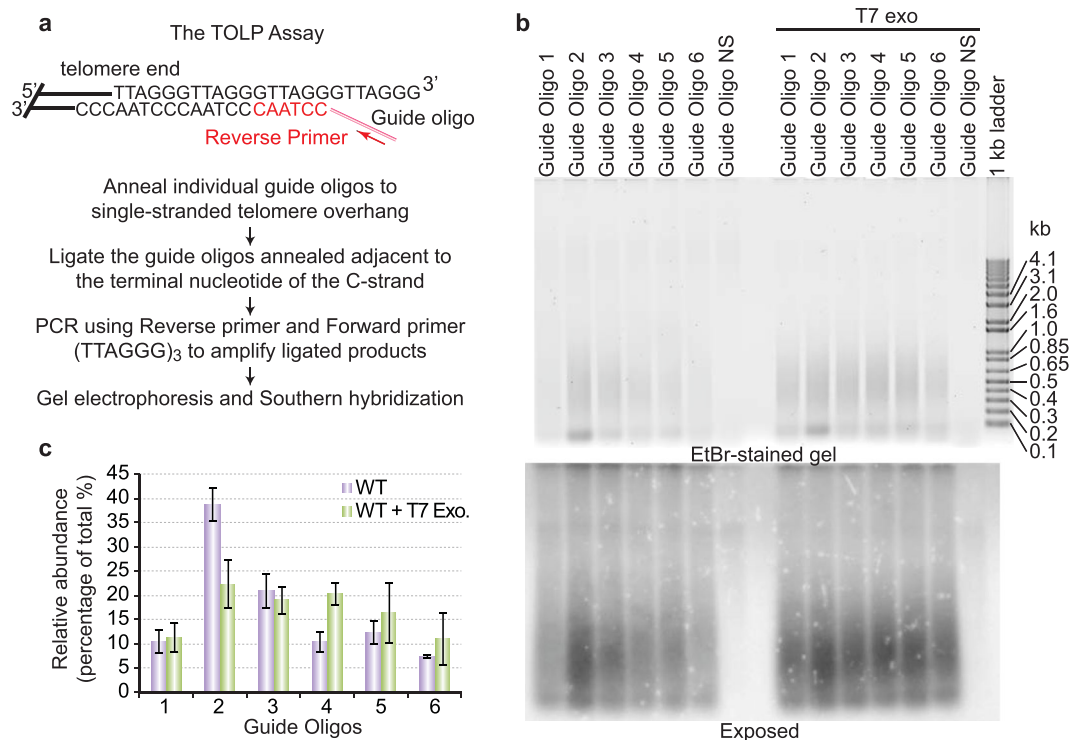 a
The TOLP Assay
telomere end
5’
TTAGGGTTAGGGTTAGGGTTAGGG
3’
3’
CCCAATCCCAATCCCAATCC
Guide oligo
Reverse Primer
Anneal individual guide oligos to
single-stranded telomere overhang
Ligate the guide oligos annealed adjacent to
the terminal nucleotide of the C-strand
PCR using Reverse primer and Forward primer
(TTAGGG)3 to amplify ligated products
Gel electrophoresis and Southern hybridization
b
T7 exo
Guide Oligo 1
Guide Oligo 2
Guide Oligo 3
Guide Oligo 4
Guide Oligo 5
Guide Oligo 6
Guide Oligo NS
Guide Oligo 1
Guide Oligo 2
Guide Oligo 3
Guide Oligo 4
Guide Oligo 5
Guide Oligo 6
Guide Oligo NS
1 kb ladder
kb
4.1
3.1
2.0
1.6
1.0
0.85
0.65
0.5
0.4
0.3
0.2
0.1
EtBr-stained gel
Exposed
c
Relative abundance
(percentage of total %)
45
40
35
30
25
20
15
10
5
0
WT
WT + T7 Exo.
1 2 3 4 5 6
Guide Oligos